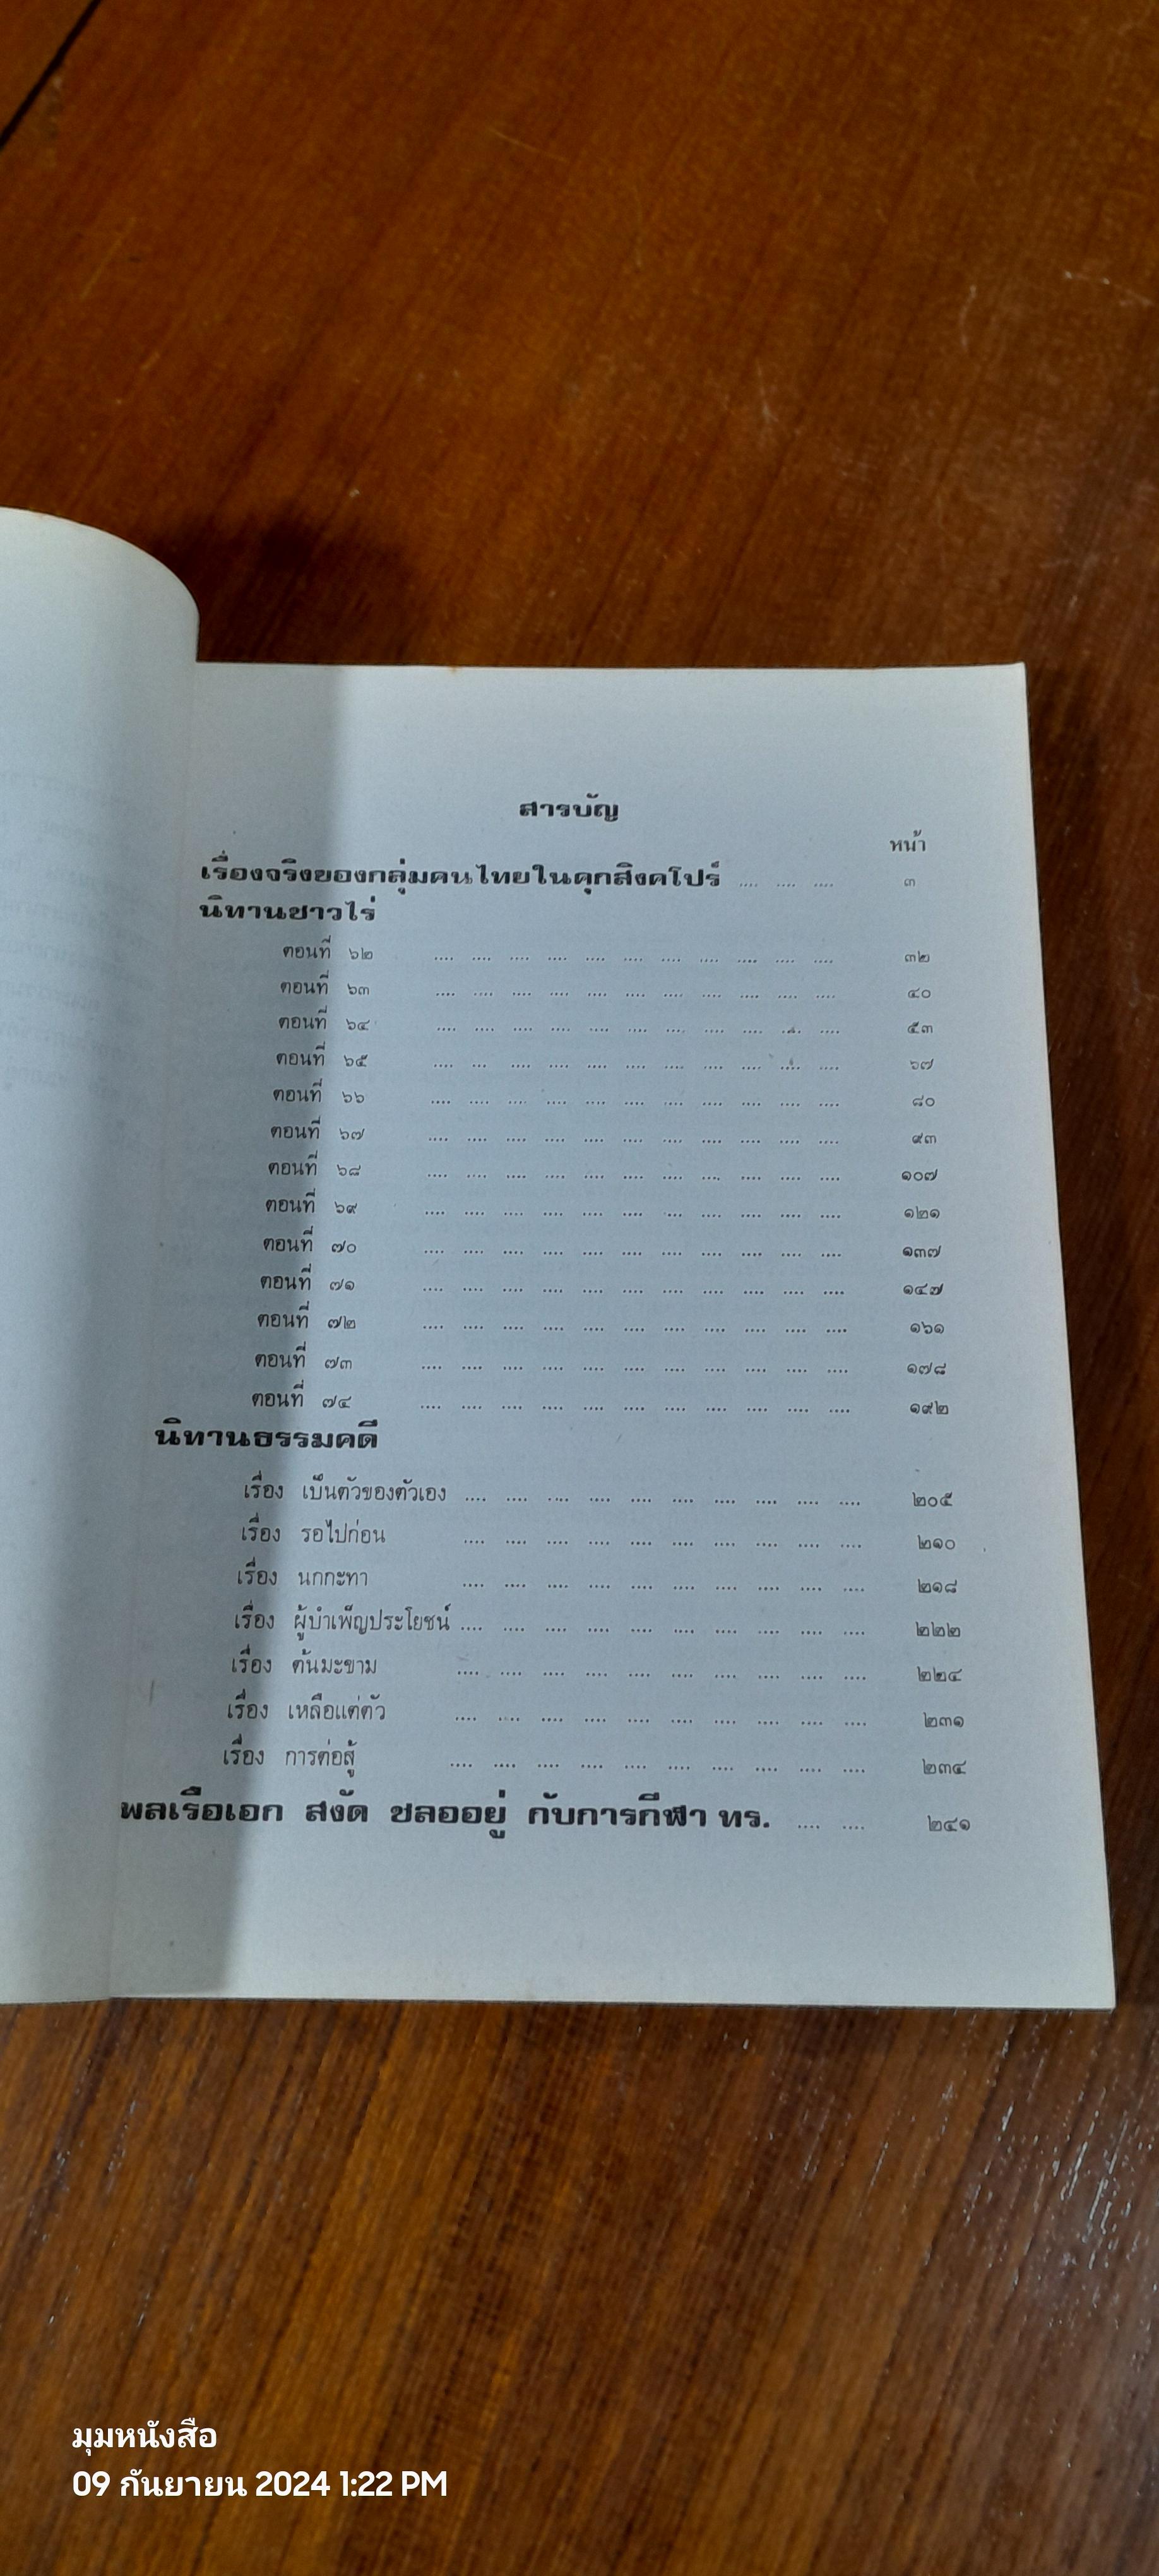 สารบัญ
หน้า
เรื่องจริงของกลุ่มคนไทยในคุกสิงคโปร์ .... .... .... ๓
นิทานชาวไร่
ตอนที่ ๖๒ .... .... .... .... .... .... .... .... .... .... .... ๓๒
ตอนที่ ๖๓ .... .... .... .... .... .... .... .... .... .... .... ๔๐
ตอนที่ ๖๔ .... .... .... .... .... .... .... .... .... .... .... ๕๓
ตอนที่ ๖๕ .... ... .... .... .... .... .... .... .... .... .... ๖๗
ตอนที่ ๖๖ .... .... .... .... .... .... .... .... .... .... .... ๘๐
ตอนที่ ๖๗ .... .... .... .... .... .... .... .... .... .... .... ๙๓
ตอนที่ ๖๘ .... .... .... .... .... .... .... .... .... .... .... ๑๐๗
ตอนที่ ๖๙ .... .... .... .... .... .... .... .... .... .... .... ๑๒๑
ตอนที่ ๗๐ .... .... .... .... .... .... .... .... .... .... .... ๑๓๗
ตอนที่ ๗๑ .... .... .... .... .... .... .... .... .... .... .... ๑๔๗
ตอนที่ ๗๒ .... .... .... .... .... .... .... .... .... .... .... ๑๖๑
ตอนที่ ๗๓ .... .... .... .... .... .... .... .... .... .... .... ๑๗๘
ตอนที่ ๗๔ .... .... .... .... .... .... .... .... .... .... .... ๑๙๒
นิทานธรรมคดี
เรื่อง เป็นตัวของตัวเอง .... .... .... .... .... .... .... .... .... .... ๒๐๕
เรื่อง รอไปก่อน .... .... .... .... .... .... .... .... .... .... ๒๑๐
เรื่อง นกกะทา .... .... .... .... .... .... .... .... .... .... ๒๑๘
เรื่อง ผู้บำเพ็ญประโยชน์ .... .... .... .... .... .... .... .... .... .... ๒๒๒
เรื่อง ต้นมะขาม .... .... .... .... .... .... .... .... .... .... ๒๒๔
เรื่อง เหลือแต่ตัว .... .... .... .... .... .... .... .... .... .... ๒๓๑
เรื่อง การต่อสู้ .... .... .... .... .... .... .... .... .... .... ๒๓๔
พลเรือเอก สงัด ชลออยู่ กับการกีฬา ทร. .... .... ๒๔๑
มุมหนังสือ
09 กันยายน 2024 1:22 PM